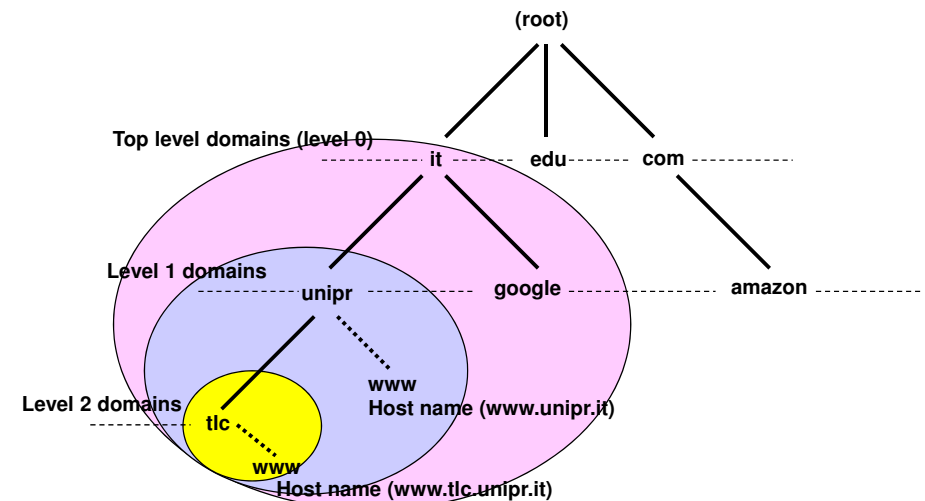 (root)
Top level domains (level 0)
it
edu
com
Level 1 domains
unipr
google
amazon
www
Host name (www.unipr.it)
Level 2 domains
tlc
www
Host name (www.tlc.unipr.it)